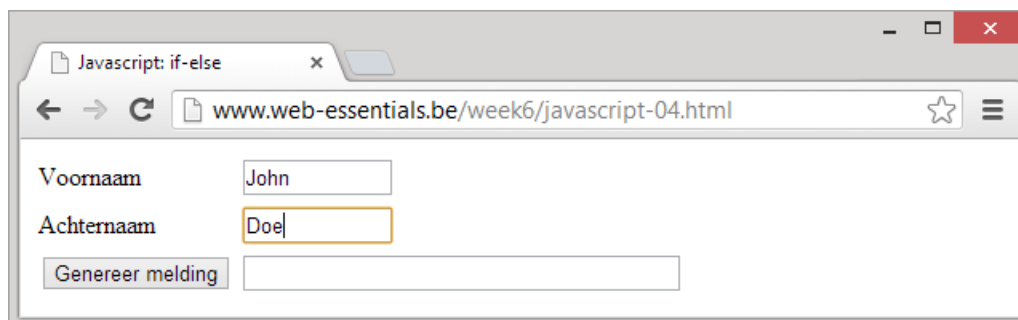 Javascript: if-else
www.web-essentials.be/week6/javascript-04.html
Voornaam John
Achternaam Doe
Genereer melding